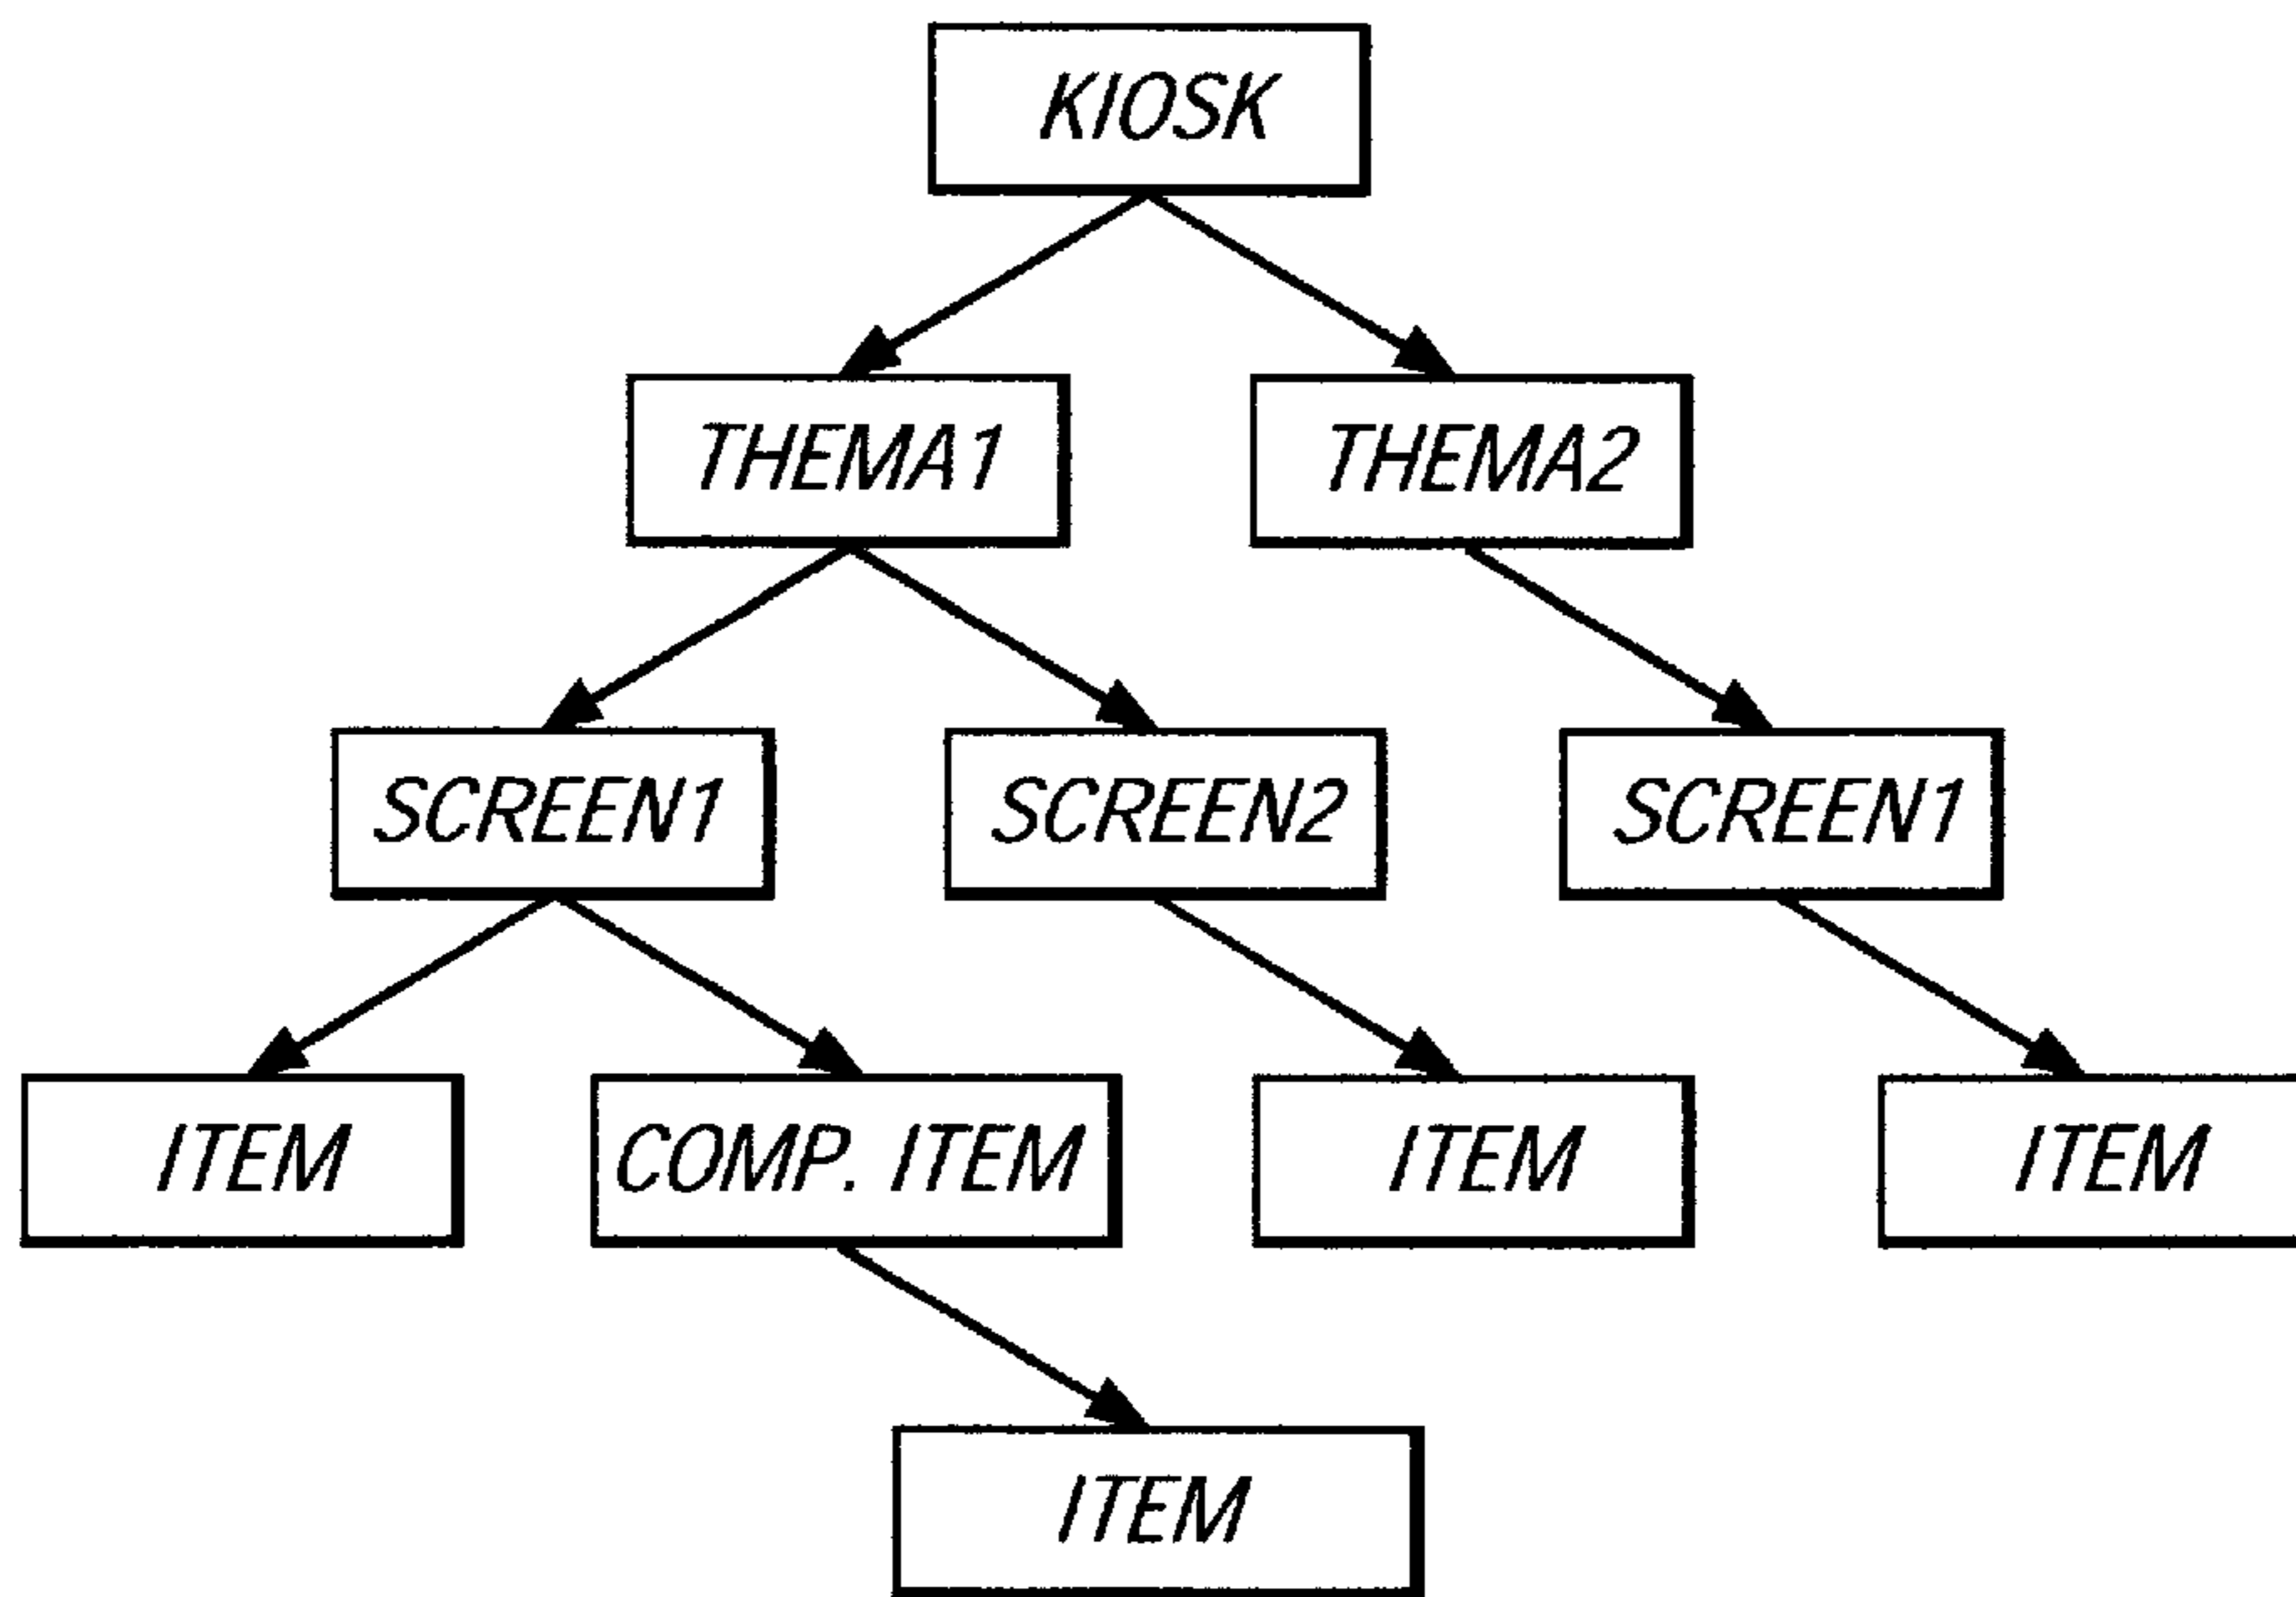 KIOSK
THEMA1 THEMA2
SCREEN1 SCREEN2 SCREEN1
ITEM COMP. ITEM ITEM ITEM
ITEM